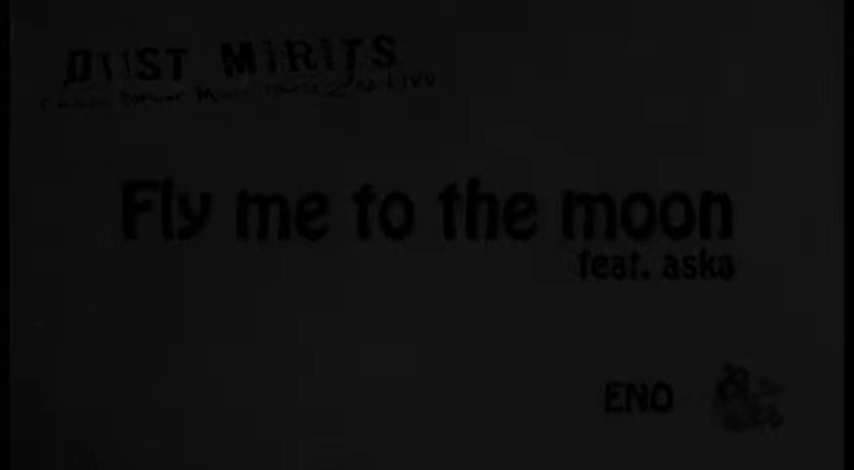 DUST MiRiTS
Fly me to the moon
feat. aska
ENO